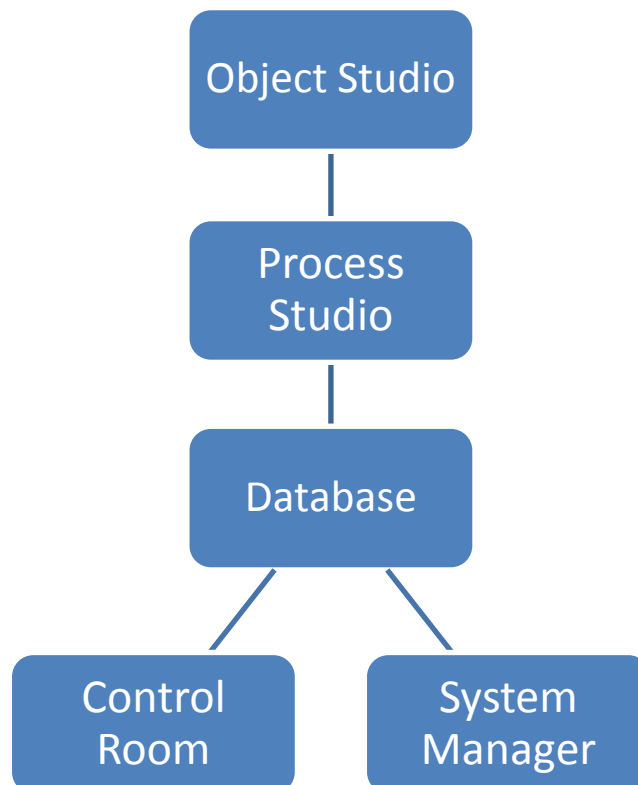 Object Studio
Process
Studio
Database
Control
Room
System
Manager